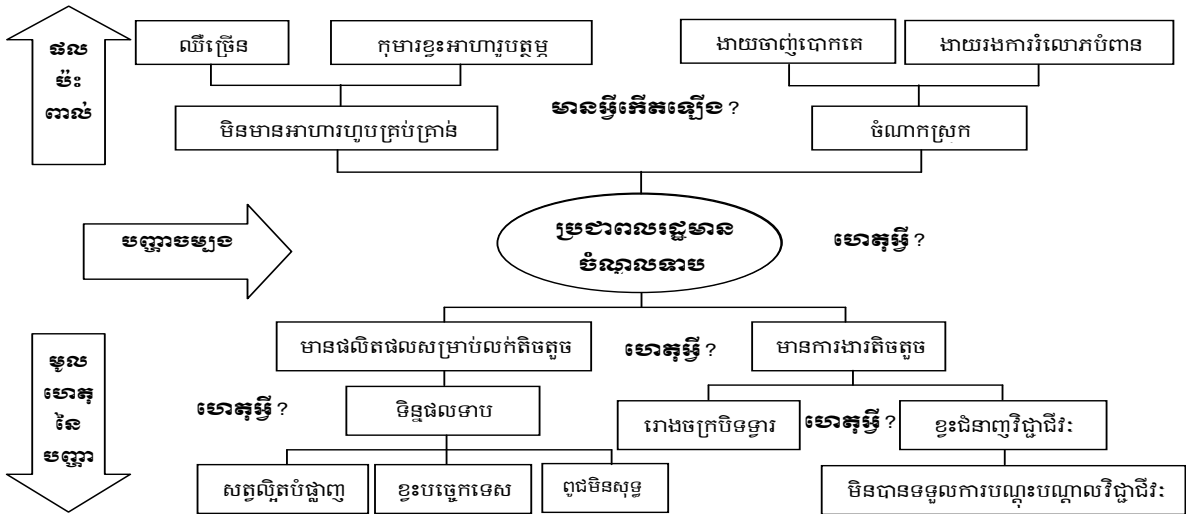 ផល
ប៉ះ
ពាល់
ឈឺច្រើន
កុមារខ្វះអាហារូបត្ថម្ភ
ងាយចាញ់បោកគេ
ងាយរងការរំលោភបំពាន
មានអ្វីកើតឡើង?
មិនមានអាហារហូបគ្រប់គ្រាន់
ចំណាកស្រុក
បញ្ហាចម្បង
ប្រជាពលរដ្ឋមាន
ចំណូលទាប
ហេតុអ្វី?
មូល
ហេតុ
នៃ
បញ្ហា
មានផលិតផលសម្រាប់លក់តិចតួច
ហេតុអ្វី?
មានការងារតិចតួច
ហេតុអ្វី?
ទិន្នផលទាប
រោងចក្របិទទ្វារ
ហេតុអ្វី?
ខ្វះជំនាញវិជ្ជាជីវៈ
សត្វល្អិតបំផ្លាញ
ខ្វះបច្ចេកទេស
ពូជមិនសុទ្ធ
មិនបានទទួលការបណ្តុះបណ្តាលវិជ្ជាជីវៈ